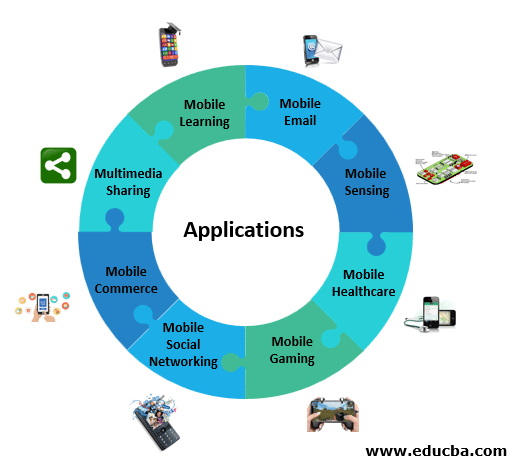 Mobile
Email
Mobile
Sensing
Mobile
Healthcare
Mobile
Gaming
Mobile
Social
Networking
Mobile
Commerce
Multimedia
Sharing
Mobile
Learning
Applications
www.educba.com